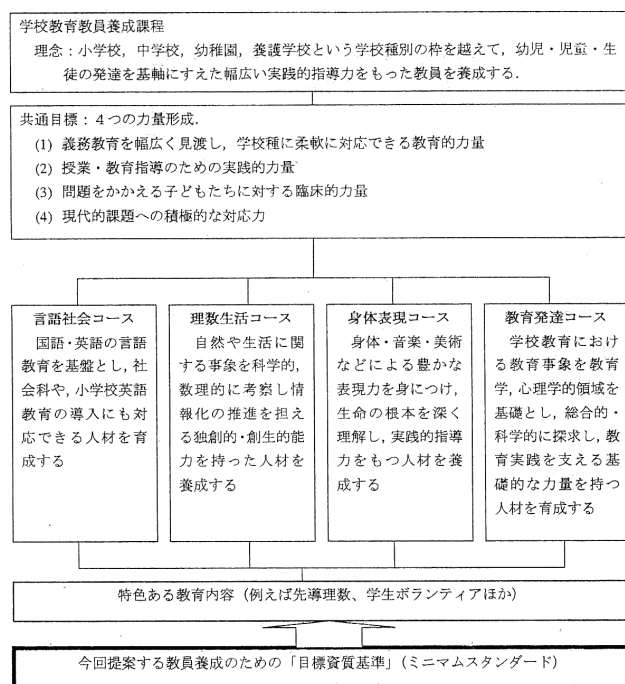 学校教育教員養成課程
理念：小学校，中学校，幼稚園，養護学校という学校種別の枠を越えて，幼児・児童・生
徒の発達を基軸にすえた幅広い実践的指導力をもった教員を養成する．
共通目標：４つの力量形成．
(1) 義務教育を幅広く見渡し，学校種に柔軟に対応できる教育的力量
(2) 授業・教育指導のための実践的力量
(3) 問題をかかえる子どもたちに対する臨床的力量
(4) 現代的課題への積極的な対応力
言語社会コース
国語・英語の言語
教育を基盤とし，社
会科や，小学校英語
教育の導入にも対
応できる人材を育
成する
理数生活コース
自然や生活に関
する事象を科学的，
数理的に考察し情
報化の推進を担え
る独創的・創生的能
力を持った人材を
養成する
身体表現コース
身体・音楽・美術
などによる豊かな
表現力を身につけ，
生命の根本を深く
理解し，実践的指導
力をもつ人材を養
成する
教育発達コース
学校教育におけ
る教育事象を教育
学，心理学的領域を
基礎とし，総合的・
科学的に探求し，教
育実践を支える基
礎的な力量を持つ
人材を育成する
特色ある教育内容（例えば先導理数、学生ボランティアほか）
今回提案する教員養成のための「目標資質基準」（ミニマムスタンダード）